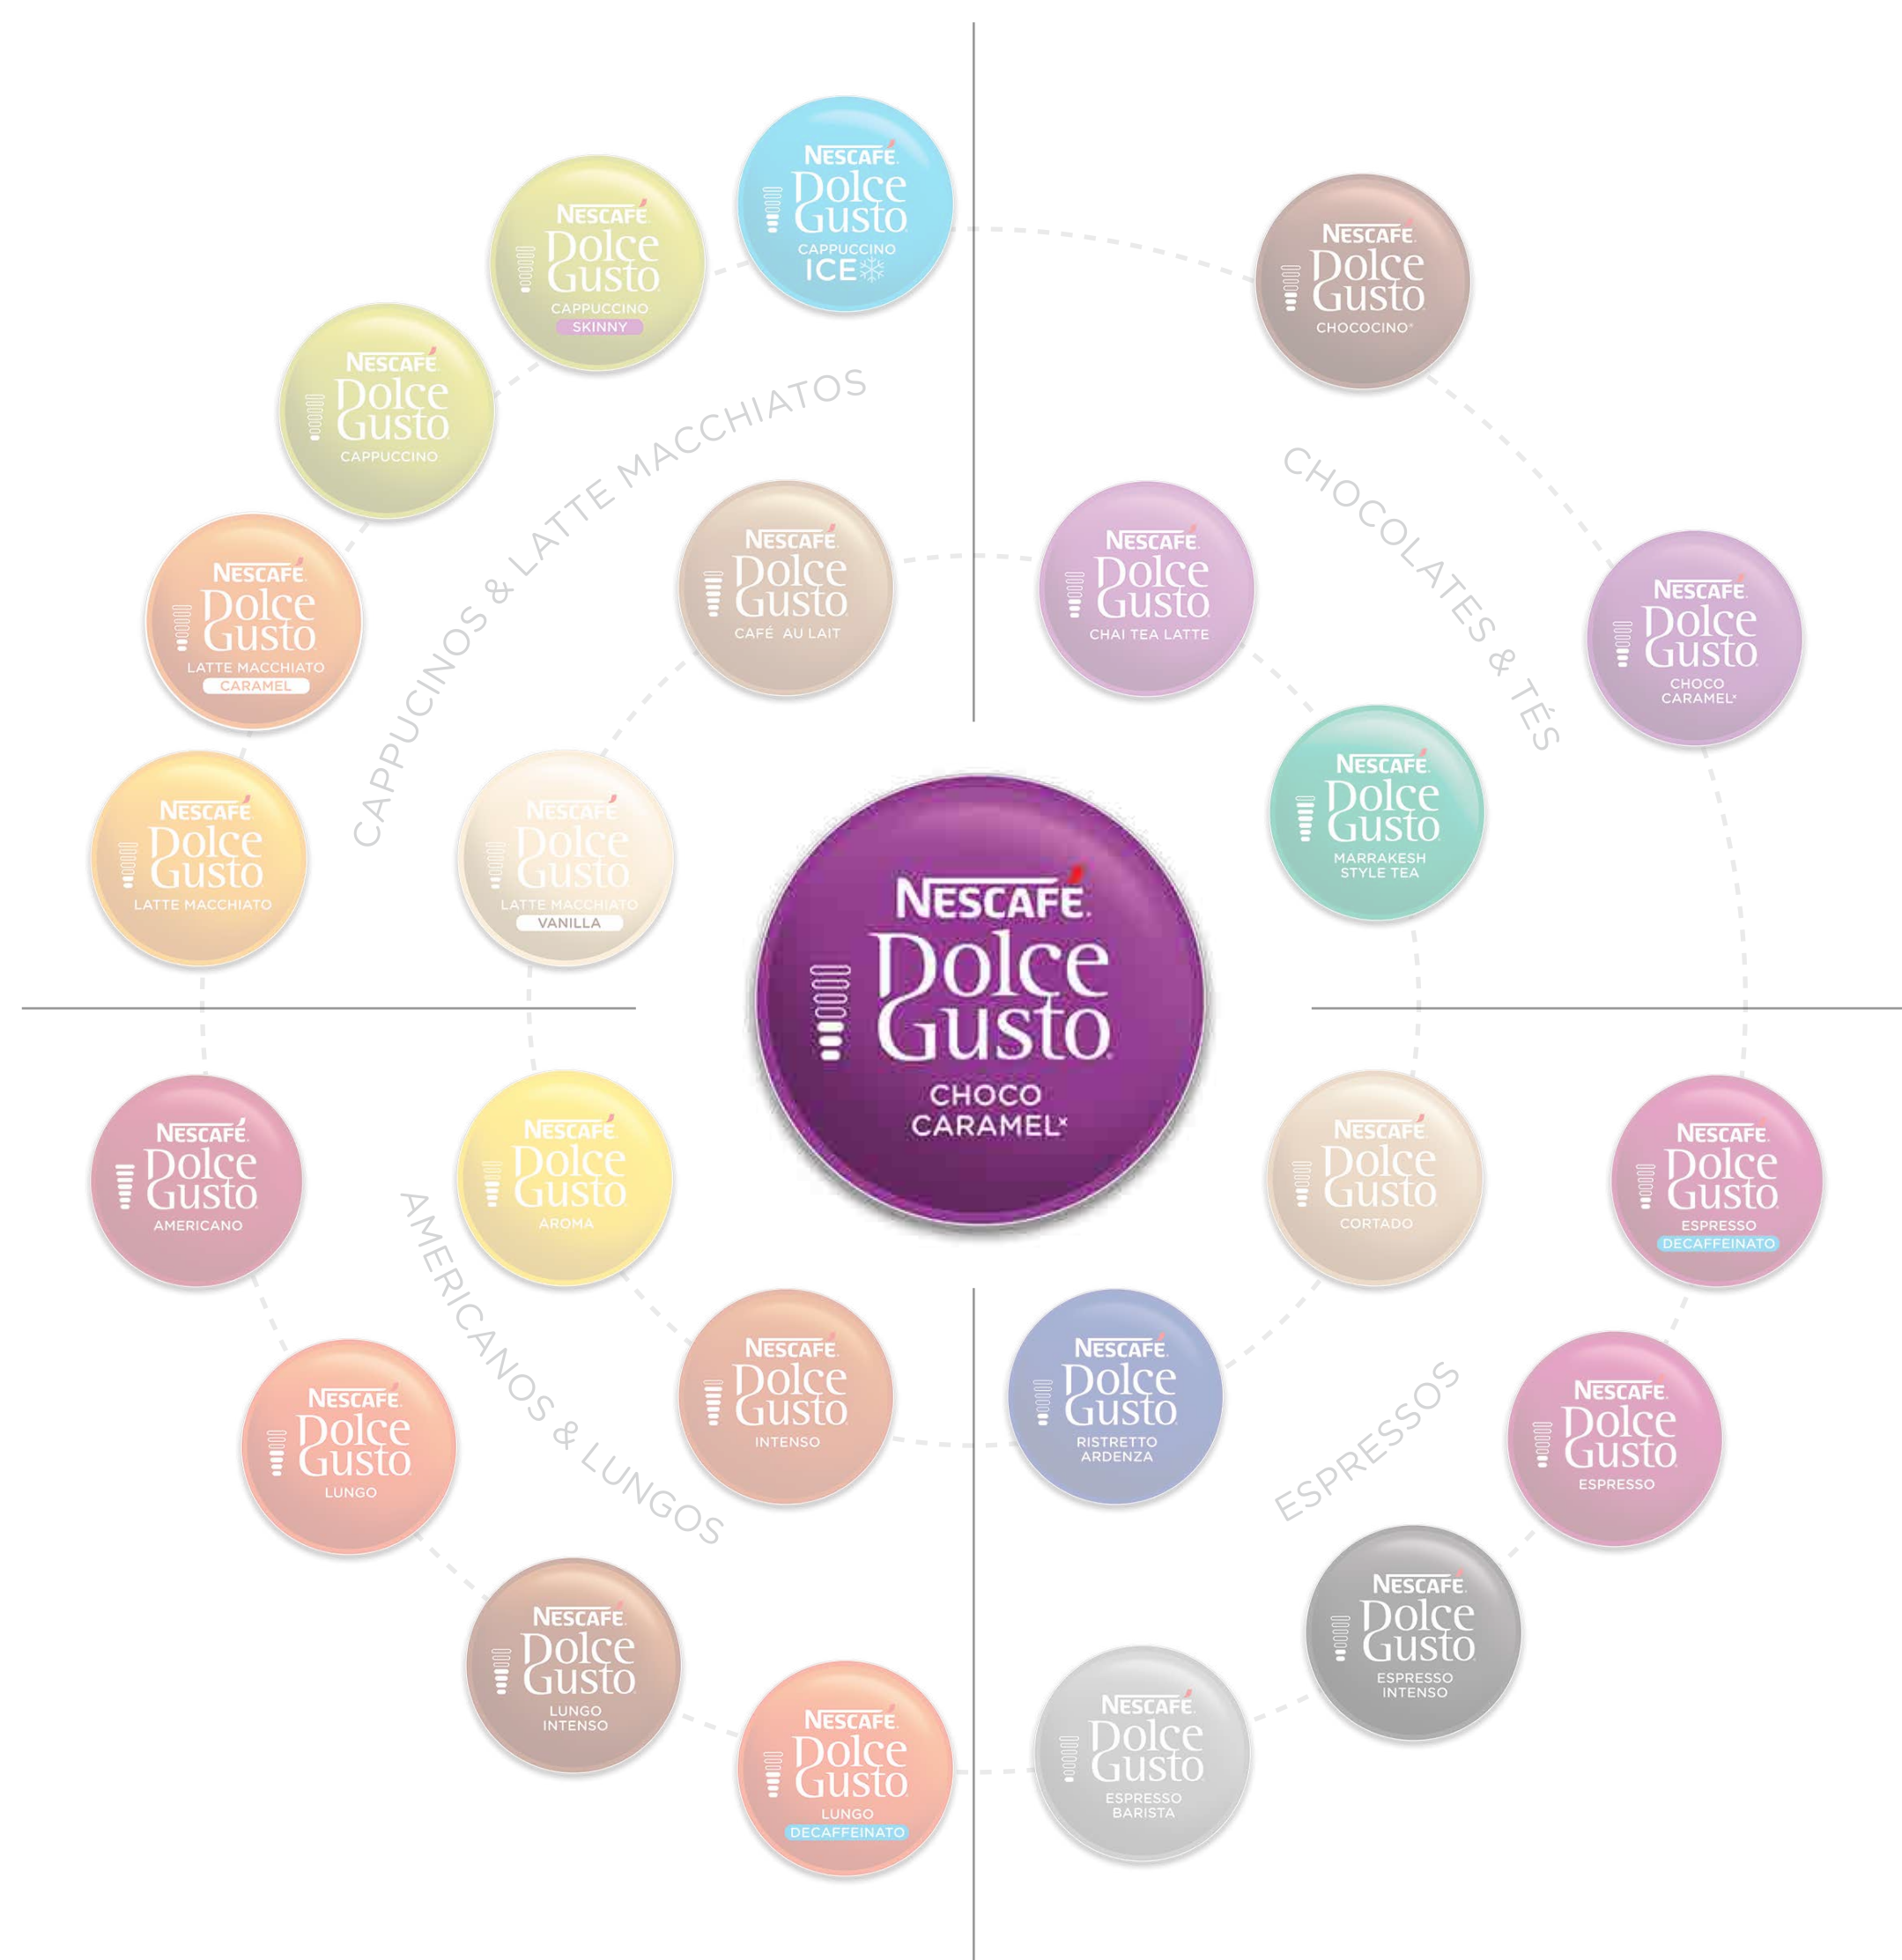 NESCAFÉ
Dolce
Gusto
CAPPUCCINO
ICE
NESCAFÉ
Dolce
Gusto
CAPPUCCINO
SKINNY
NESCAFÉ
Dolce
Gusto
CAPPUCCINO
NESCAFÉ
Dolce
Gusto
LATTE MACCHIATO
CARAMEL
NESCAFÉ
Dolce
Gusto
LATTE MACCHIATO
CAPPUCINOS & LATTE MACCHIATOS
NESCAFÉ
Dolce
Gusto
CAFÉ AU LAIT
NESCAFÉ
Dolce
Gusto
LATTE MACCHIATO
VANILLA
NESCAFÉ
Dolce
Gusto
CHOCOCINO*
CHOCOLATES & TÉS
NESCAFÉ
Dolce
Gusto
CHAI TEA LATTE
NESCAFÉ
Dolce
Gusto
CHOCO
CARAMEL*
NESCAFÉ
Dolce
Gusto
MARRAKESH
STYLE TEA
NESCAFÉ
Dolce
Gusto
CHOCO
CARAMEL*
NESCAFÉ
Dolce
Gusto
AMERICANO
NESCAFÉ
Dolce
Gusto
AROMA
AMERICANOS & LUNGOS
NESCAFÉ
Dolce
Gusto
INTENSO
NESCAFÉ
Dolce
Gusto
LUNGO
NESCAFÉ
Dolce
Gusto
LUNGO
INTENSO
NESCAFÉ
Dolce
Gusto
LUNGO
DECAFFEINATO
NESCAFÉ
Dolce
Gusto
CORTADO
NESCAFÉ
Dolce
Gusto
ESPRESSO
DECAFFEINATO
NESCAFÉ
Dolce
Gusto
RISTRETTO
ARDENZA
ESPRESSOS
NESCAFÉ
Dolce
Gusto
ESPRESSO
NESCAFÉ
Dolce
Gusto
ESPRESSO
INTENSO
NESCAFÉ
Dolce
Gusto
ESPRESSO
BARISTA